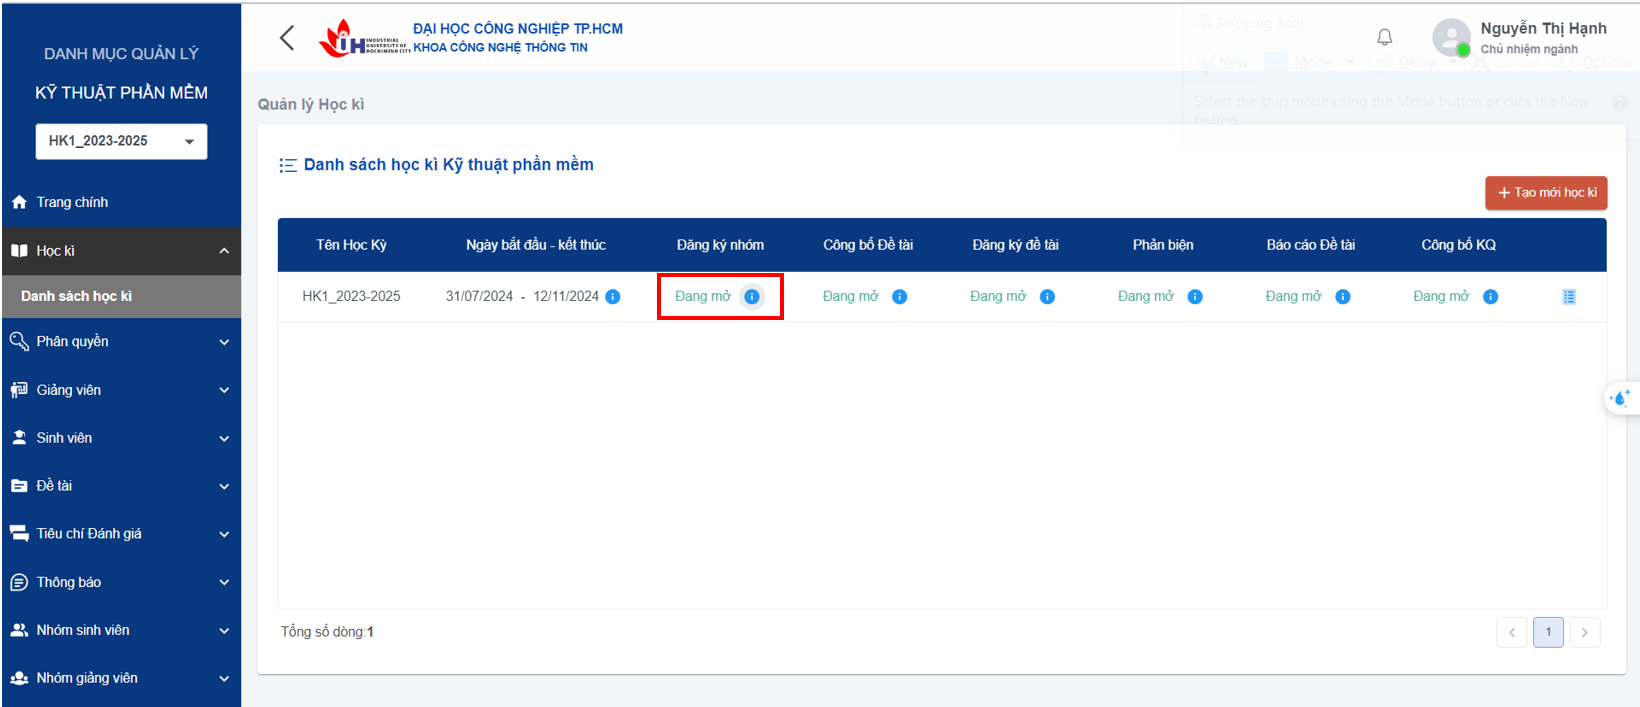 DANH MỤC QUẢN LÝ
KỸ THUẬT PHẦN MỀM
HK1_2023-2025
Trang chính
Học kì
Danh sách học kì
Phân quyền
Giảng viên
Sinh viên
Đề tài
Tiêu chí Đánh giá
Thông báo
Nhóm sinh viên
Nhóm giảng viên
IUH INDUSTRIAL UNIVERSITY OF HOCHIMINH CITY
ĐẠI HỌC CÔNG NGHIỆP TP.HCM
KHOA CÔNG NGHỆ THÔNG TIN
Snipping Tool
New Mode Delay Options
Select the snip mode using the Mode button or click the New
button.
Nguyễn Thị Hạnh
Chủ nhiệm ngành
Quản lý Học kì
Danh sách học kì Kỹ thuật phần mềm
+ Tạo mới học kì
Tên Học Kỳ Ngày bắt đầu - kết thúc Đăng ký nhóm Công bố Đề tài Đăng ký đề tài Phản biện Báo cáo Đề tài Công bố KQ
HK1_2023-2025 31/07/2024 - 12/11/2024 Đang mở Đang mở Đang mở Đang mở Đang mở Đang mở
Tổng số dòng:1
1